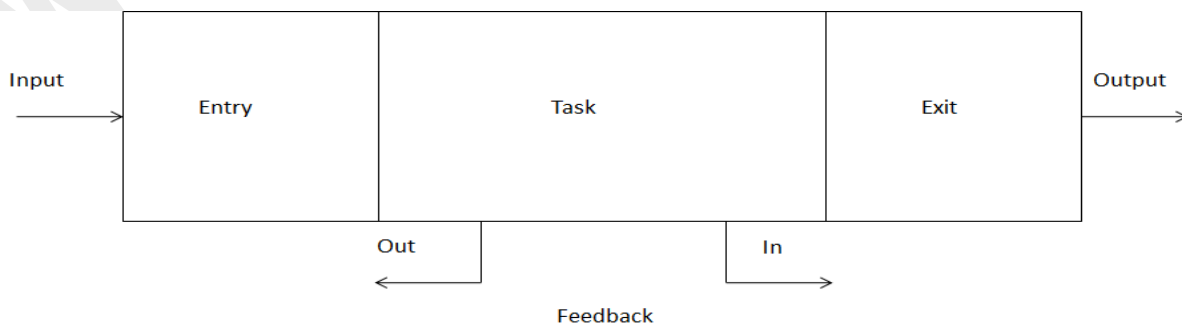 Input
Entry
Task
Exit
Output
Out
In
Feedback